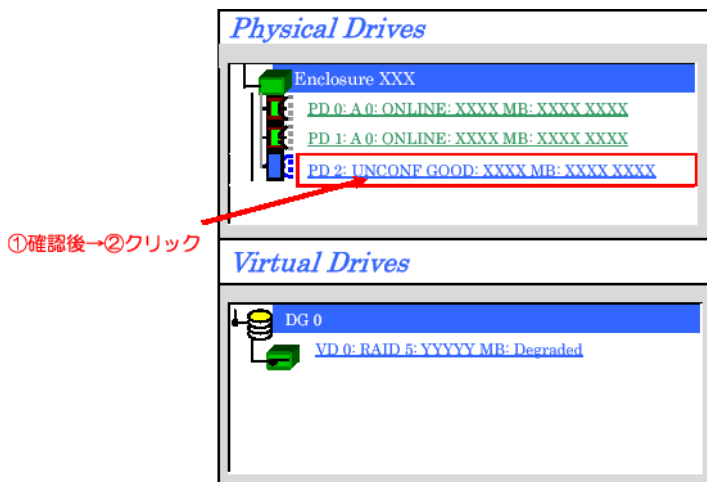 Physical Drives
Enclosure XXX
PD 0: A 0: ONLINE: XXXX MB: XXXX XXXX
PD 1: A 0: ONLINE: XXXX MB: XXXX XXXX
PD 2: UNCONF GOOD: XXXX MB: XXXX XXXX
①確認後→②クリック
Virtual Drives
DG 0
VD 0: RAID 5: YYYYY MB: Degraded